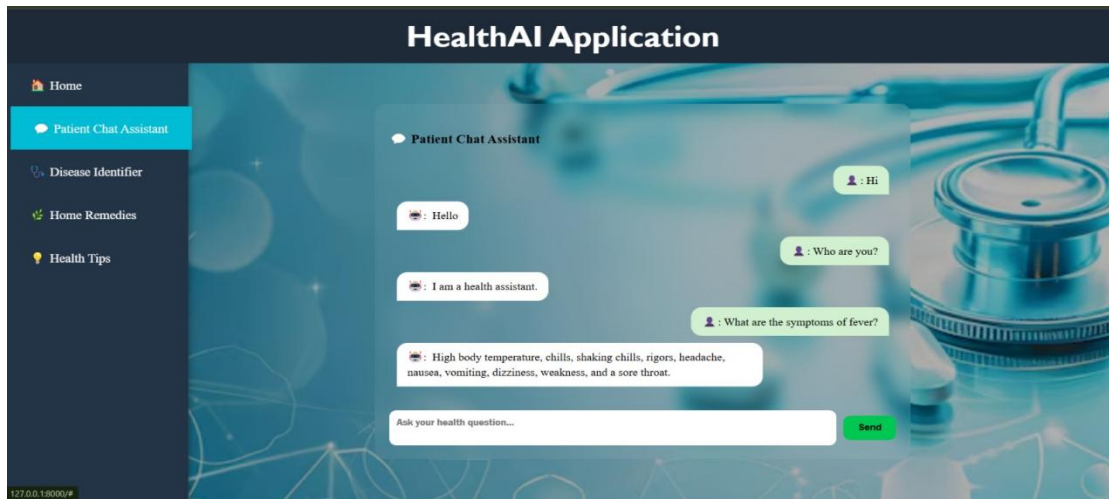 HealthAI Application
Home
Patient Chat Assistant
Disease Identifier
Home Remedies
Health Tips
Patient Chat Assistant
: Hi
: Hello
: Who are you?
: I am a health assistant.
: What are the symptoms of fever?
: High body temperature, chills, shaking chills, rigors, headache,
nausea, vomiting, dizziness, weakness, and a sore throat.
Ask your health question...
Send
127.0.0.1:8000/#